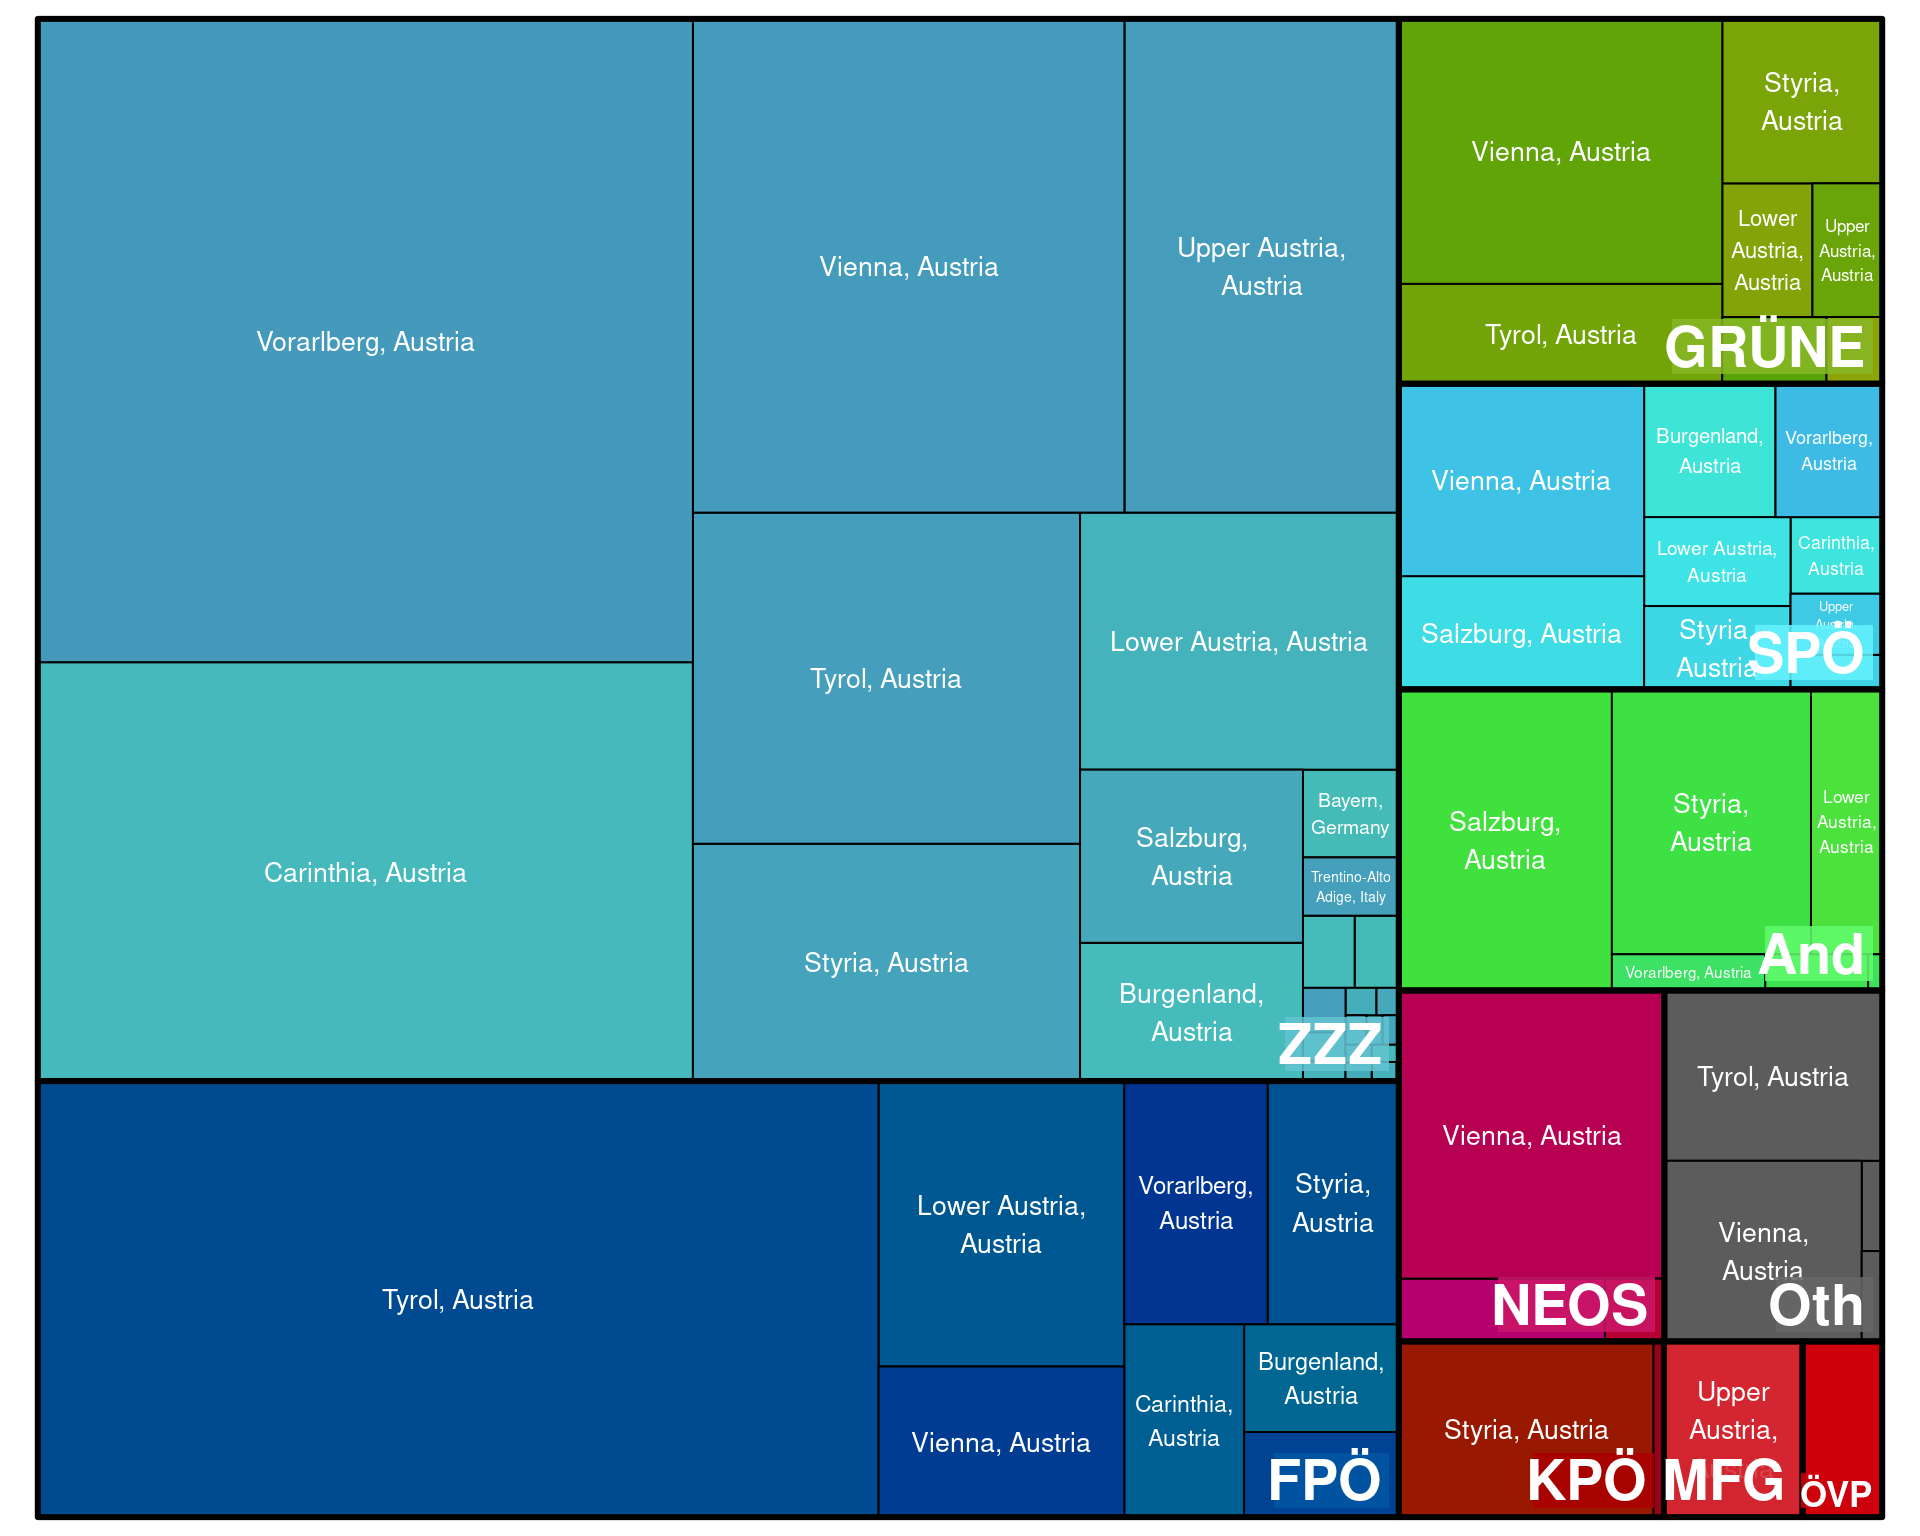 Vorarlberg, Austria
Carinthia, Austria
Vienna, Austria
Upper Austria,
Austria
Tyrol, Austria
Styria, Austria
Lower Austria, Austria
Salzburg,
Austria
Burgenland,
Austria
Bayern,
Germany
Trentino-Alto
Adige, Italy
ZZZ
Tyrol, Austria
Lower Austria,
Austria
Vienna, Austria
Vorarlberg,
Austria
Styria,
Austria
Carinthia,
Austria
Burgenland,
Austria
FPÖ
Vienna, Austria
Tyrol, Austria
Styria,
Austria
Lower
Austria,
Austria
Upper
Austria,
Austria
GRÜNE
Vienna, Austria
Salzburg, Austria
Burgenland,
Austria
Vorarlberg,
Austria
Lower Austria,
Austria
Carinthia,
Austria
Styria,
Austria
Upper
SPÖ
Salzburg,
Austria
Styria,
Austria
Lower
Austria,
Austria
Vorarlberg, Austria
And
Vienna, Austria
NEOS
Tyrol, Austria
Vienna,
Austria
Oth
Styria, Austria
KPÖ
Upper
Austria,
MFG
ÖVP